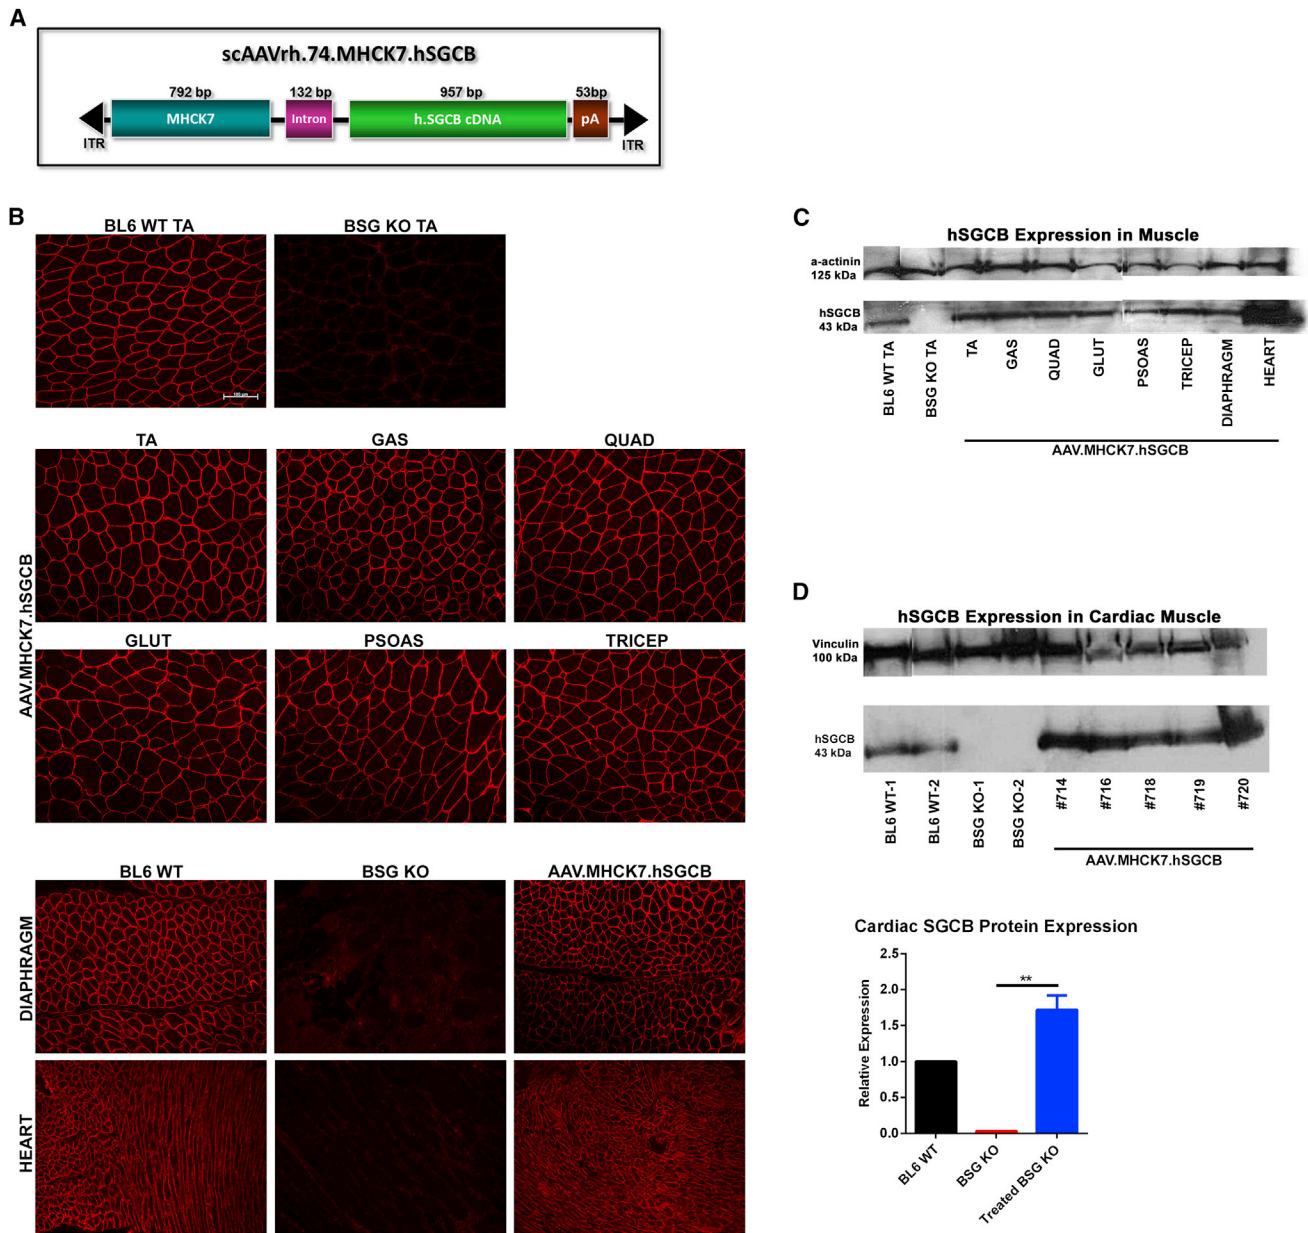 A
scAAVrh.74.MHCK7.hSGCB
792 bp 132 bp 957 bp 53bp
MHCK7 Intron h.SGCB cDNA pA
ITR ITR
B
BL6 WT TA BSG KO TA
100 µm
AAV.MHCK7.hSGCB
TA GAS QUAD
GLUT PSOAS TRICEP
BL6 WT BSG KO AAV.MHCK7.hSGCB
DIAPHRAGM
HEART
C
hSGCB Expression in Muscle
a-actinin
125 kDa
hSGCB
43 kDa
BL6 WT TA
BSG KO TA
TA
GAS
QUAD
GLUT
PSOAS
TRICEP
DIAPHRAGM
HEART
AAV.MHCK7.hSGCB
D
hSGCB Expression in Cardiac Muscle
Vinculin
100 kDa
hSGCB
43 kDa
BL6 WT-1
BL6 WT-2
BSG KO-1
BSG KO-2
#714
#716
#718
#719
#720
AAV.MHCK7.hSGCB
Cardiac SGCB Protein Expression
Relative Expression
2.5
2.0
1.5
1.0
0.5
0.0
**
BL6 WT
BSG KO
Treated BSG KO